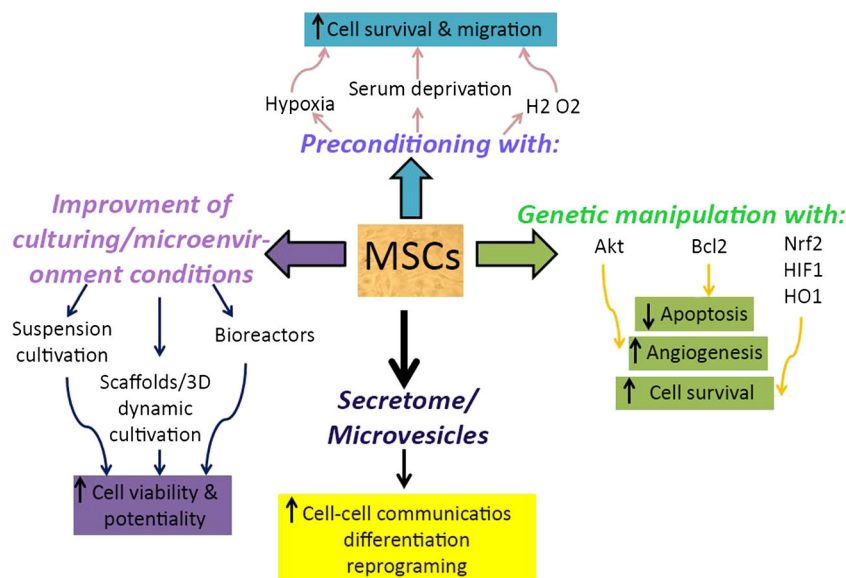 Cell survival & migration
Hypoxia
Serum deprivation
H2 O2
Preconditioning with:
Improvment of
culturing/microenvir-
onment conditions
MSCs
Genetic manipulation with:
Akt
Bcl2
Nrf2
HIF1
HO1
Apoptosis
Angiogenesis
Cell survival
Suspension
cultivation
Bioreactors
Scaffolds/3D
dynamic
cultivation
Cell viability &
potentiality
Secretome/
Microvesicles
Cell-cell communicatios
differentiation
reprograming